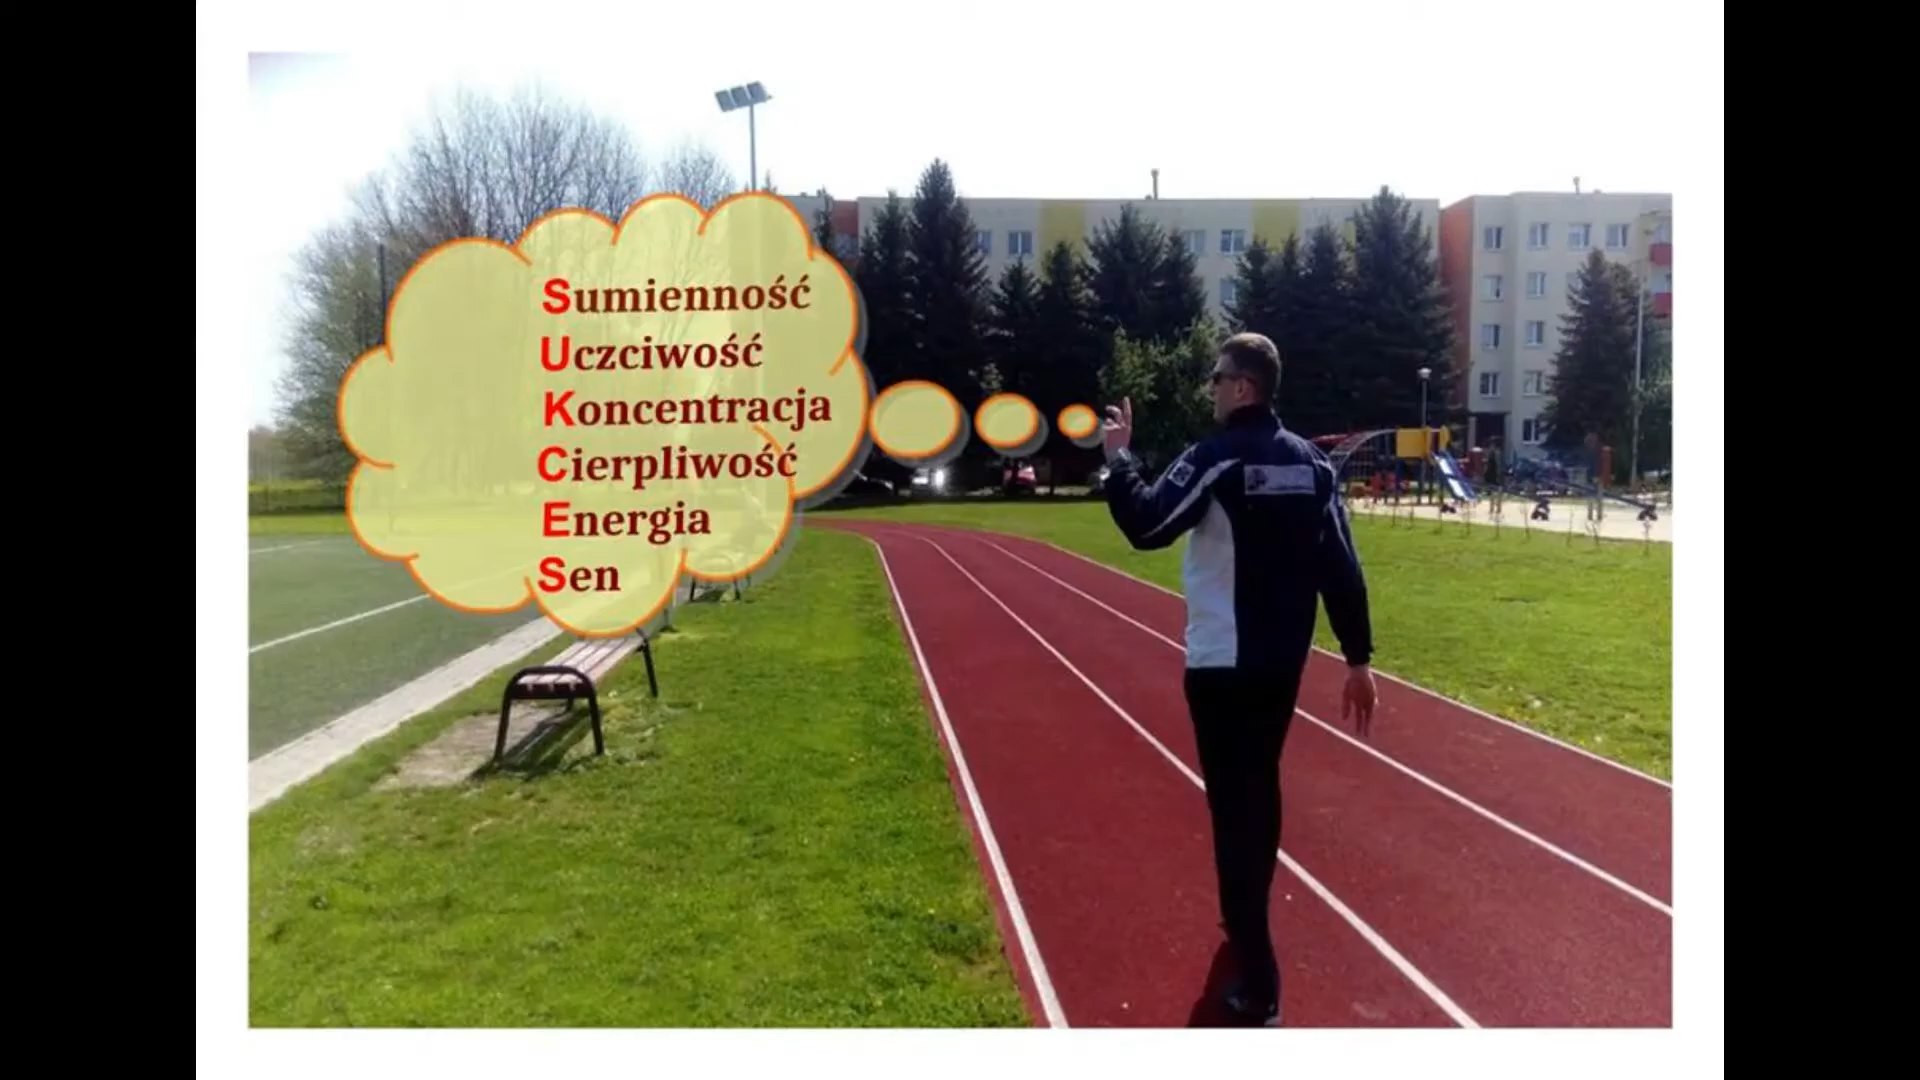 Sumienność
Uczciwość
Koncentracja
Cierpliwość
Energia
Sen